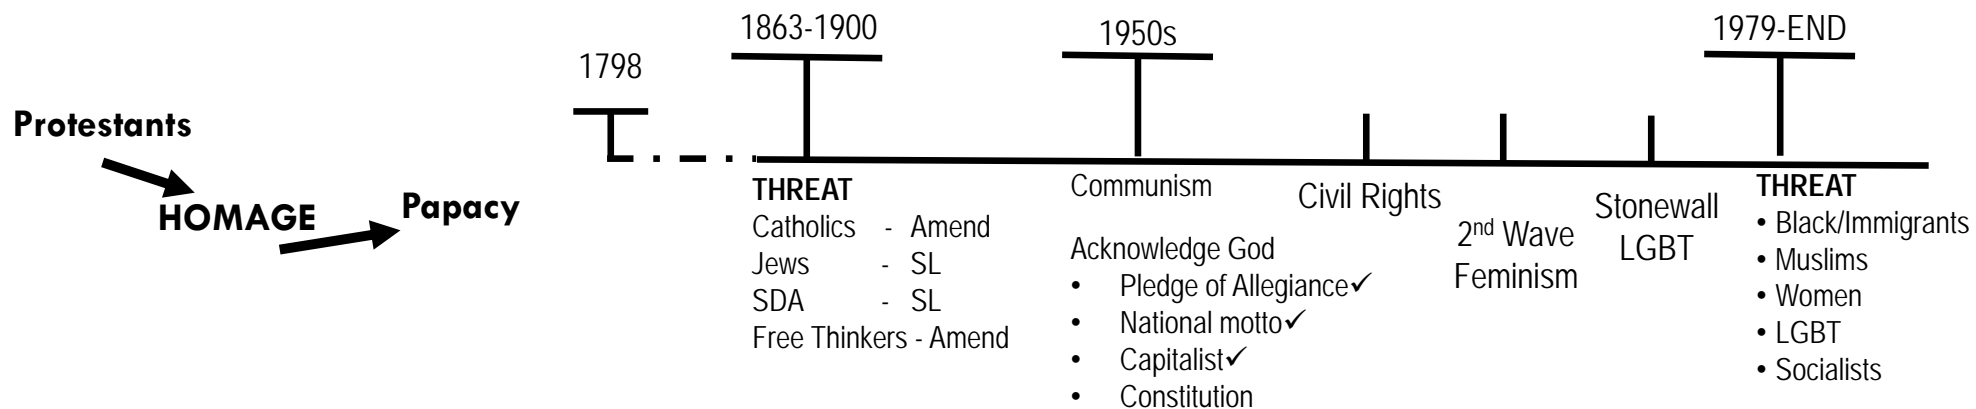 Protestants
HOMAGE
Papacy
1798
1863-1900
THREAT
Catholics - Amend
Jews - SL
SDA - SL
Free Thinkers - Amend
1950s
Communism
Acknowledge God
• Pledge of Allegiance✓
• National motto✓
• Capitalist✓
• Constitution
Civil Rights
2nd Wave
Feminism
Stonewall
LGBT
1979-END
THREAT
• Black/Immigrants
• Muslims
• Women
• LGBT
• Socialists